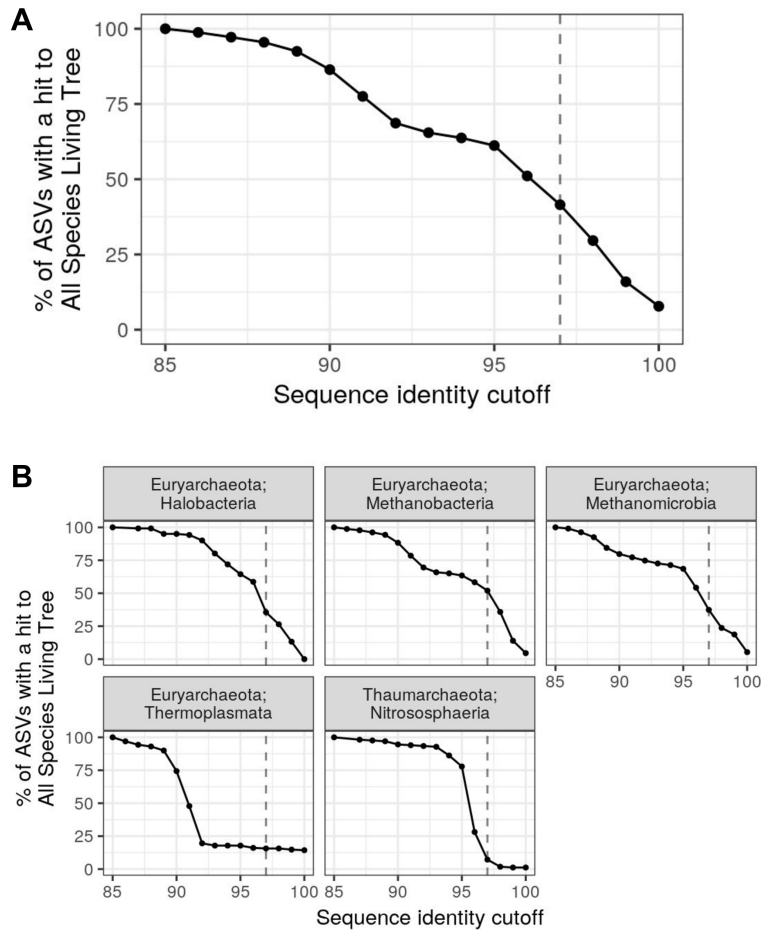 A
% of ASVs with a hit to
All Species Living Tree
100
75
50
25
0
85 90 95 100
Sequence identity cutoff
B
% of ASVs with a hit to
All Species Living Tree
Euryarchaeota;
Halobacteria
Euryarchaeota;
Methanobacteria
Euryarchaeota;
Methanomicrobia
100
75
50
25
0
85 90 95 100
Euryarchaeota;
Thermoplasmata
Thaumarchaeota;
Nitrososphaeria
100
75
50
25
0
85 90 95 100 85 90 95 100
Sequence identity cutoff